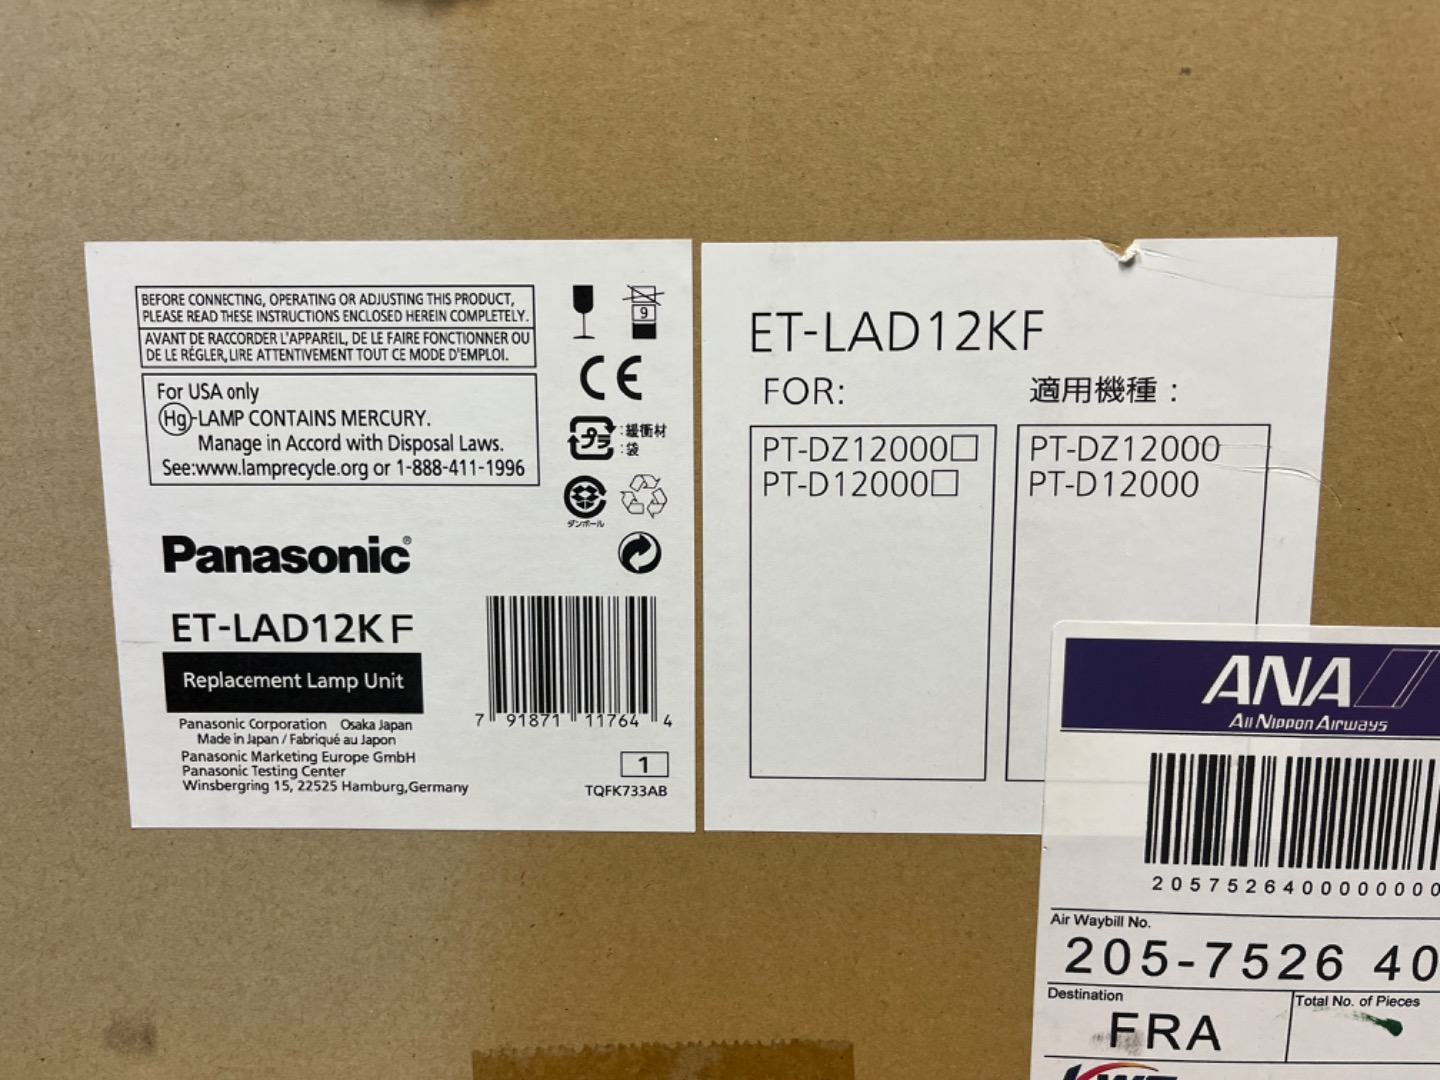 BEFORE CONNECTING, OPERATING OR ADJUSTING THIS PRODUCT,
PLEASE READ THESE INSTRUCTIONS ENCLOSED HEREIN COMPLETELY.
AVANT DE RACCORDER L'APPAREIL, DE LE FAIRE FONCTIONNER OU
DE LE RÉGLER, LIRE ATTENTIVEMENT TOUT CE MODE D'EMPLOI.
For USA only
Hg-LAMP CONTAINS MERCURY.
Manage in Accord with Disposal Laws.
See:www.lamprecycle.org or 1-888-411-1996
9
CE
プラ
:緩衝材
:袋
ダンボール
Panasonic®
ET-LAD12KF
Replacement Lamp Unit
Panasonic Corporation Osaka Japan
Made in Japan / Fabriqué au Japon
Panasonic Marketing Europe GmbH
Panasonic Testing Center
Winsbergring 15, 22525 Hamburg,Germany
7 91871 11764 4
1
TQFK733AB
ET-LAD12KF
FOR:
PT-DZ12000□
PT-D12000□
適用機種:
PT-DZ12000
PT-D12000
ANA
All Nippon Airways
2057526400000000
Air Waybill No.
205-7526 40
Destination
FRA
Total No. of Pieces